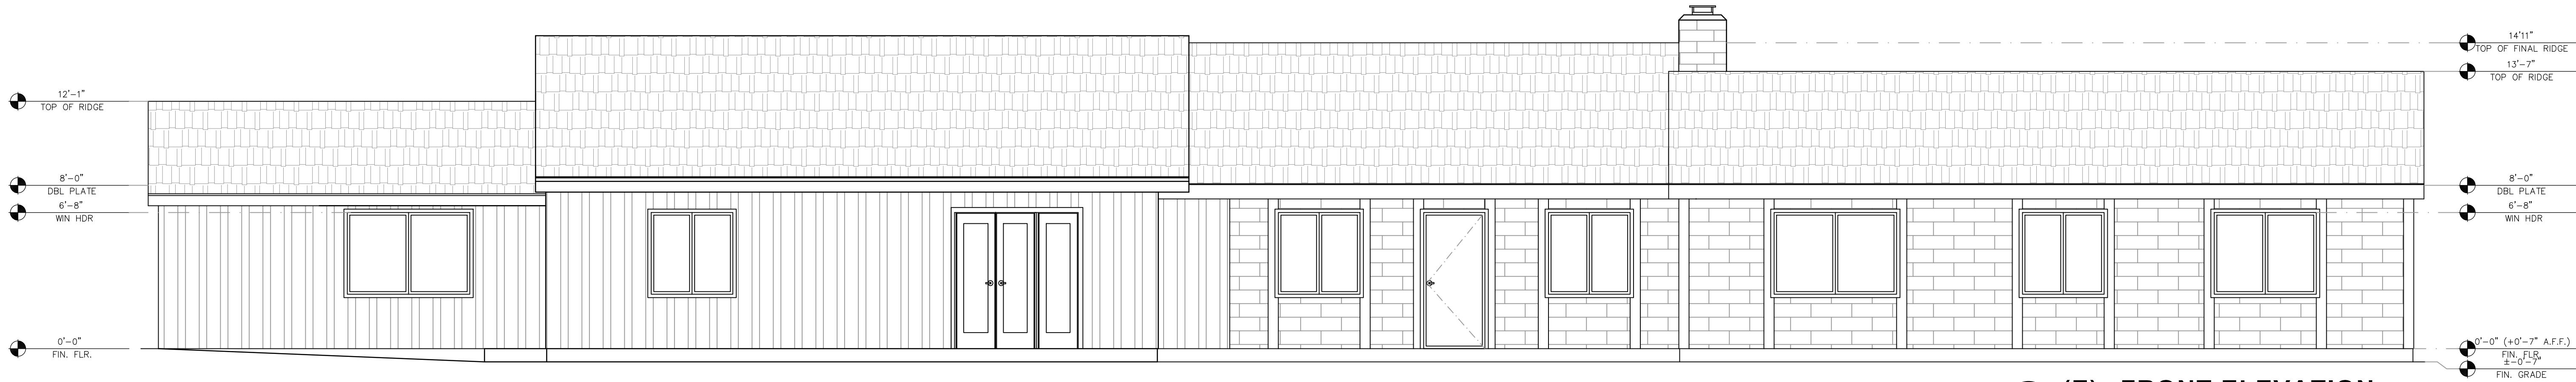 12'-1"
TOP OF RIDGE
8'-0"
DBL PLATE
6'-8"
WIN HDR
0'-0"
FIN. FLR.
14'11"
TOP OF FINAL RIDGE
13'-7"
TOP OF RIDGE
8'-0"
DBL PLATE
6'-8"
WIN HDR
0'-0" (+0'-7" A.F.F.)
FIN. FLR.
±-0'-7"
FIN. GRADE
(E) FRONT ELEVATION